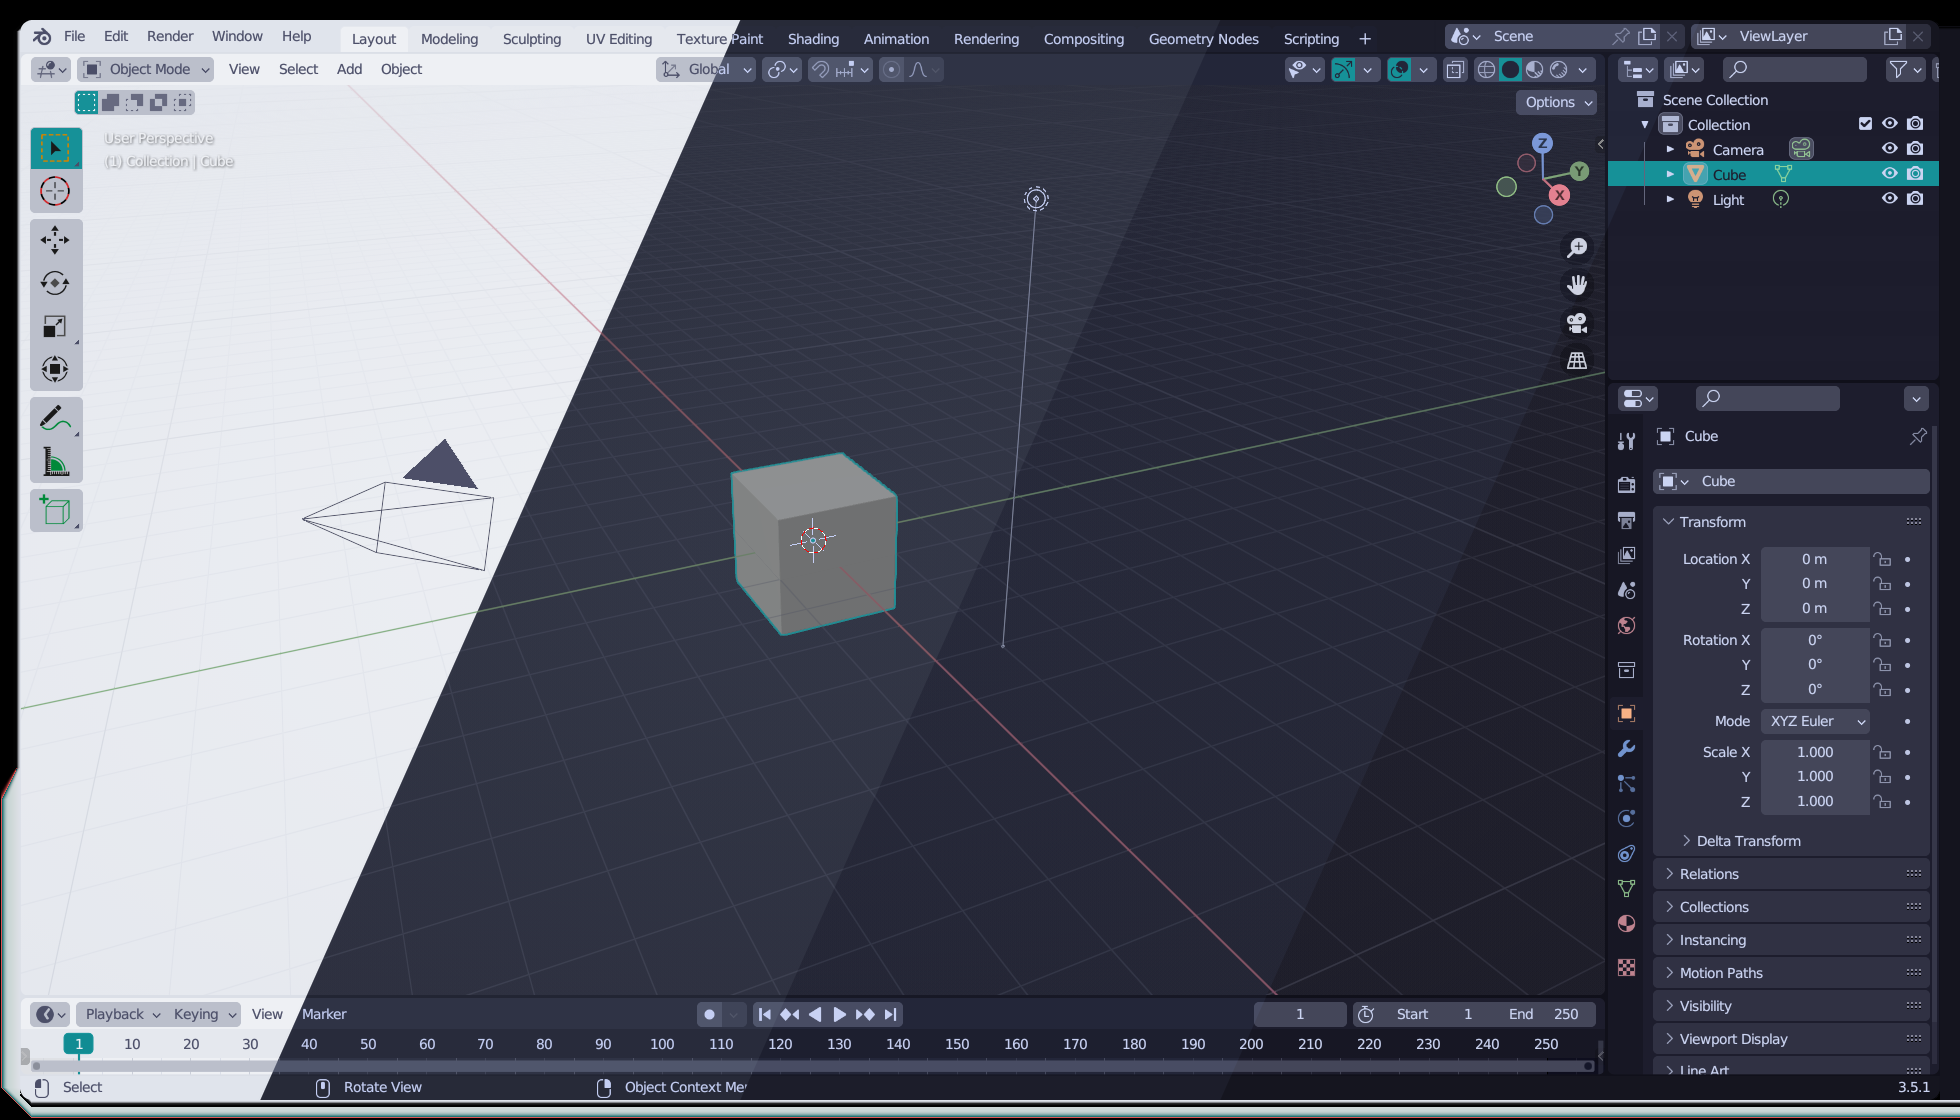 File Edit Render Window Help Layout Modeling Sculpting UV Editing Texture Paint Shading Animation Rendering Compositing Geometry Nodes Scripting + Scene ViewLayer
Object Mode View Select Add Object Global
Options
User Perspective
(1) Collection | Cube
Z
Y
X
Scene Collection
Collection
Camera
Cube
Light
Cube
Cube
Transform
Location X 0 m
Y 0 m
Z 0 m
Rotation X 0°
Y 0°
Z 0°
Mode XYZ Euler
Scale X 1.000
Y 1.000
Z 1.000
Delta Transform
Relations
Collections
Instancing
Motion Paths
Visibility
Viewport Display
Line Art
Playback Keying View Marker 1 Start 1 End 250
1 10 20 30 40 50 60 70 80 90 100 110 120 130 140 150 160 170 180 190 200 210 220 230 240 250
Select Rotate View Object Context Me
3.5.1